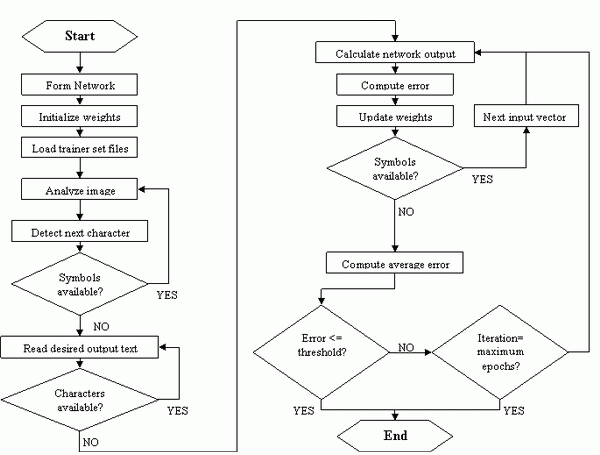 Start
Form Network
Initialize weights
Load trainer set files
Analyze image
Detect next character
Symbols
available?
YES
NO
Read desired output text
Characters
available?
YES
NO
Calculate network output
Compute error
Update weights
Next input vector
Symbols
available?
YES
NO
Compute average error
Error <=
threshold?
NO
Iteration=
maximum
epochs?
YES
YES
End